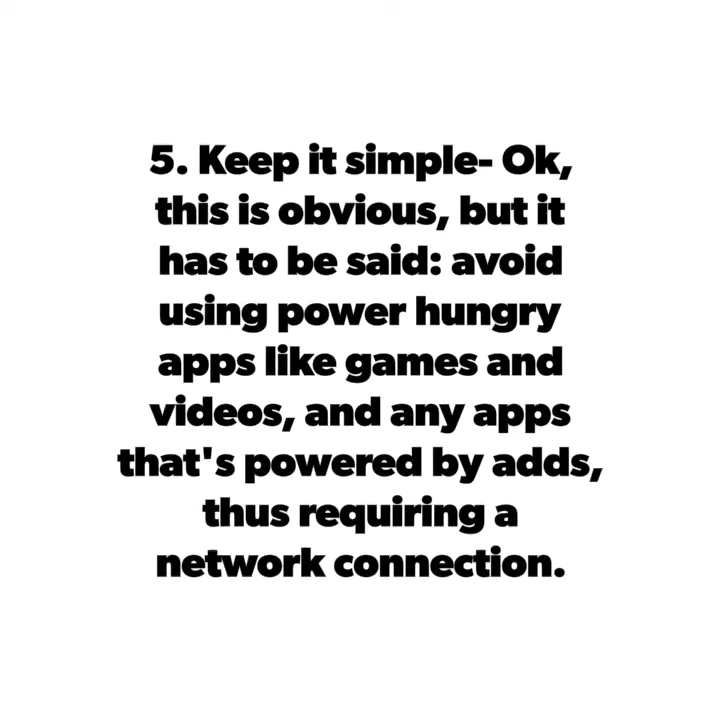 5. Keep it simple- Ok,
this is obvious, but it
has to be said: avoid
using power hungry
apps like games and
videos, and any apps
that's powered by adds,
thus requiring a
network connection.